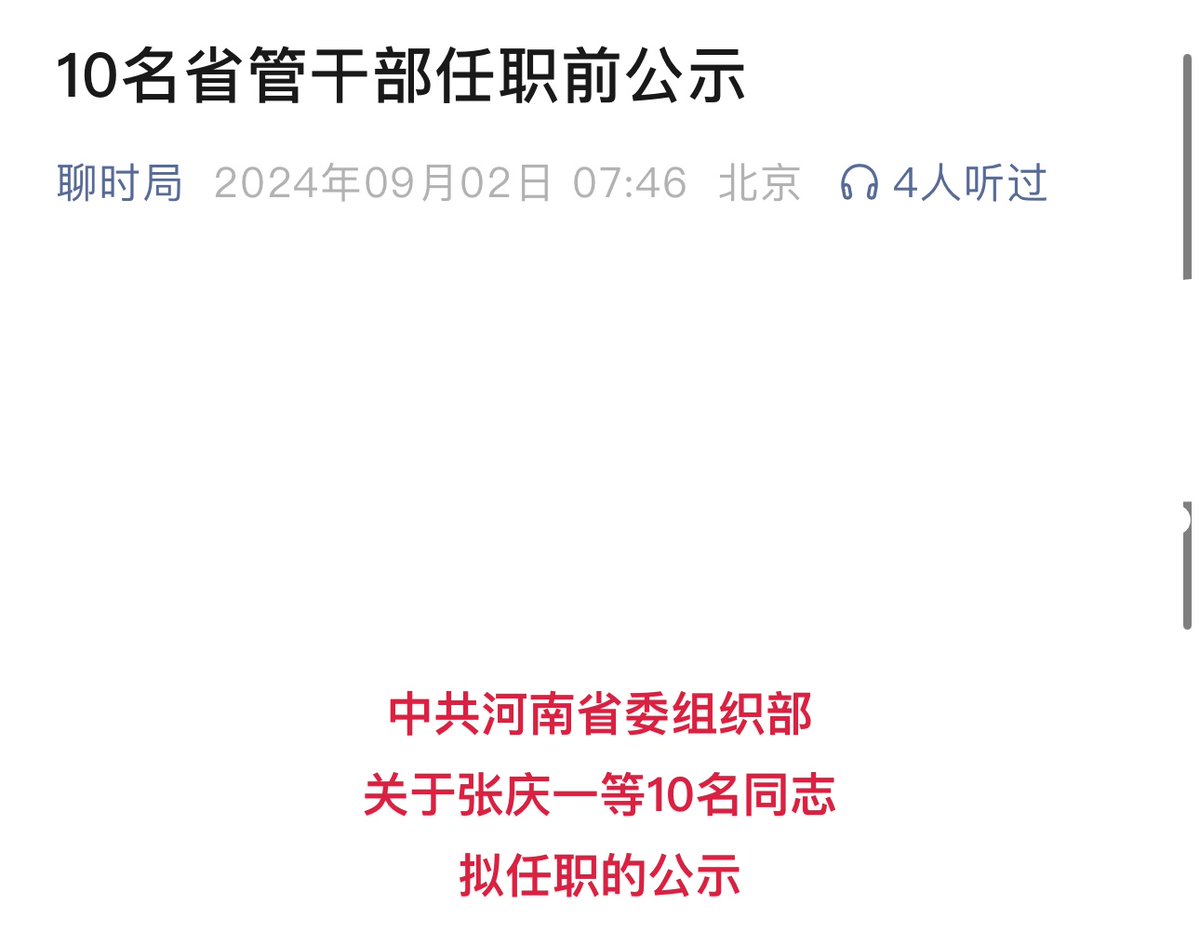 10名省管干部任职前公示
聊时局 2024年09月02日 07:46 北京 4人听过
中共河南省委组织部
关于张庆一等10名同志
拟任职的公示